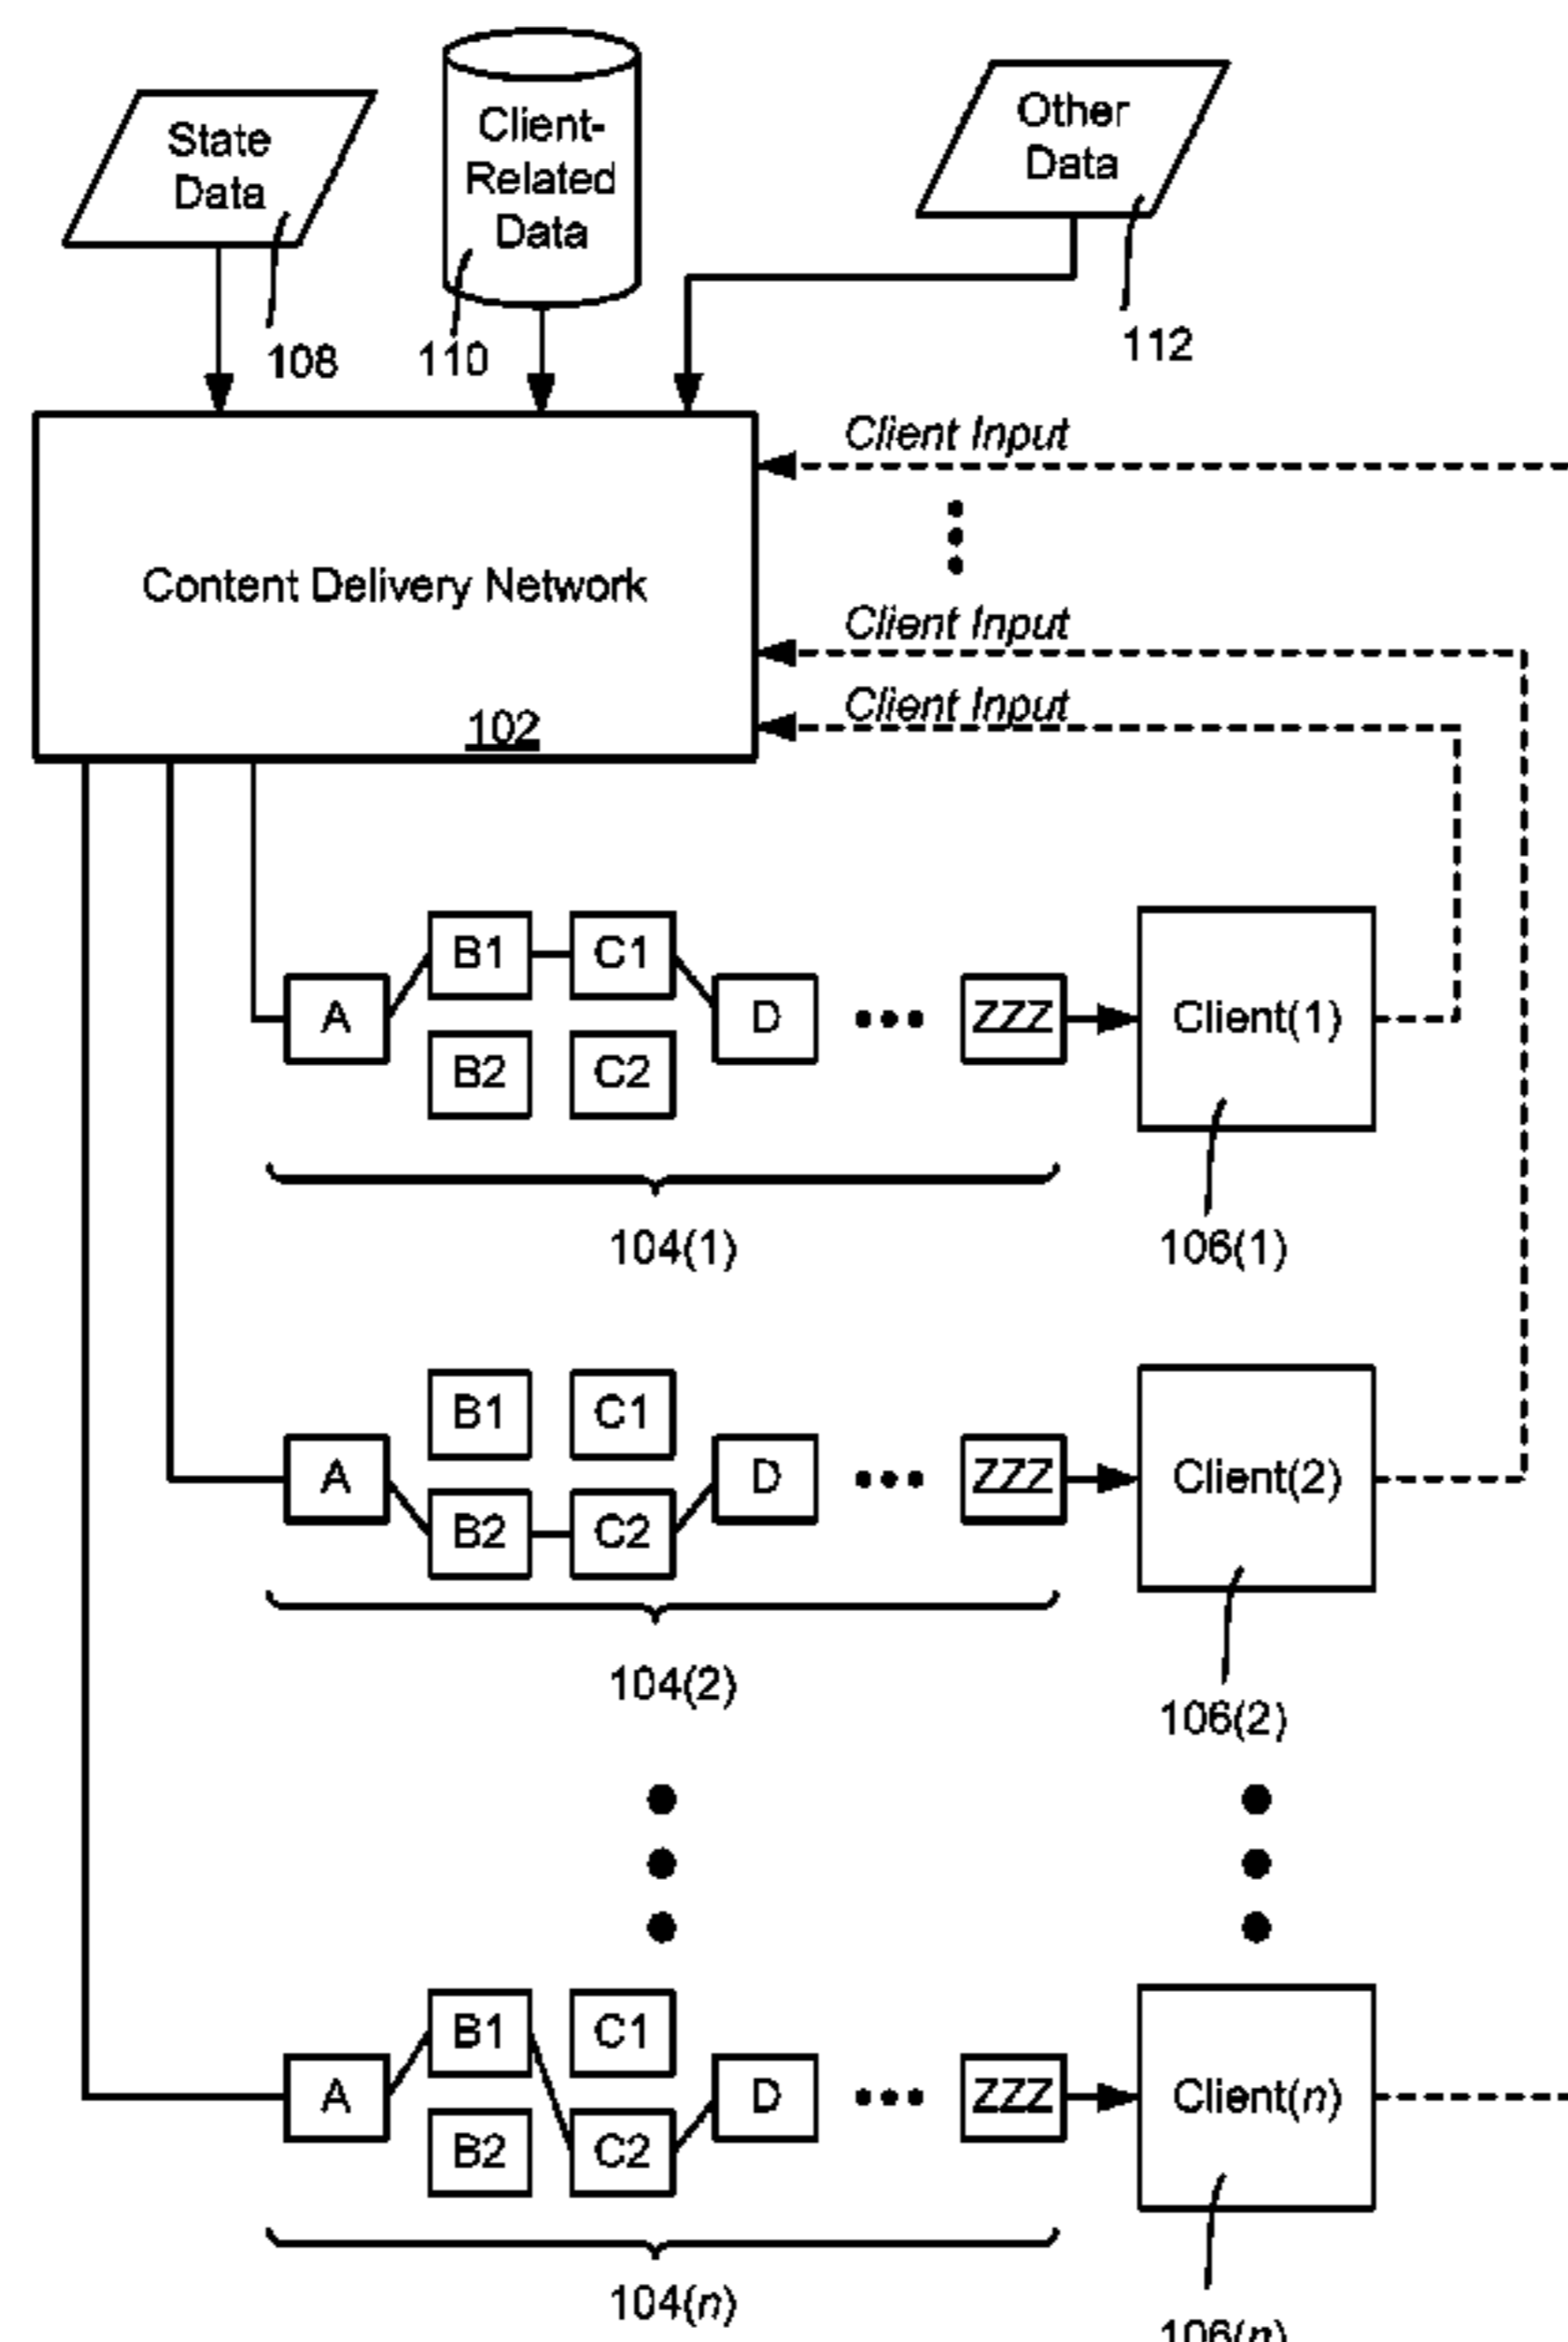 State
Data
Client-
Related
Data
Other
Data
108
110
112
Client Input
Content Delivery Network
Client Input
Client Input
102
B1
C1
A
D
ZZZ
Client(1)
B2
C2
104(1)
106(1)
B1
C1
A
D
ZZZ
Client(2)
B2
C2
104(2)
106(2)
B1
C1
A
D
ZZZ
Client(n)
B2
C2
104(n)
106(n)